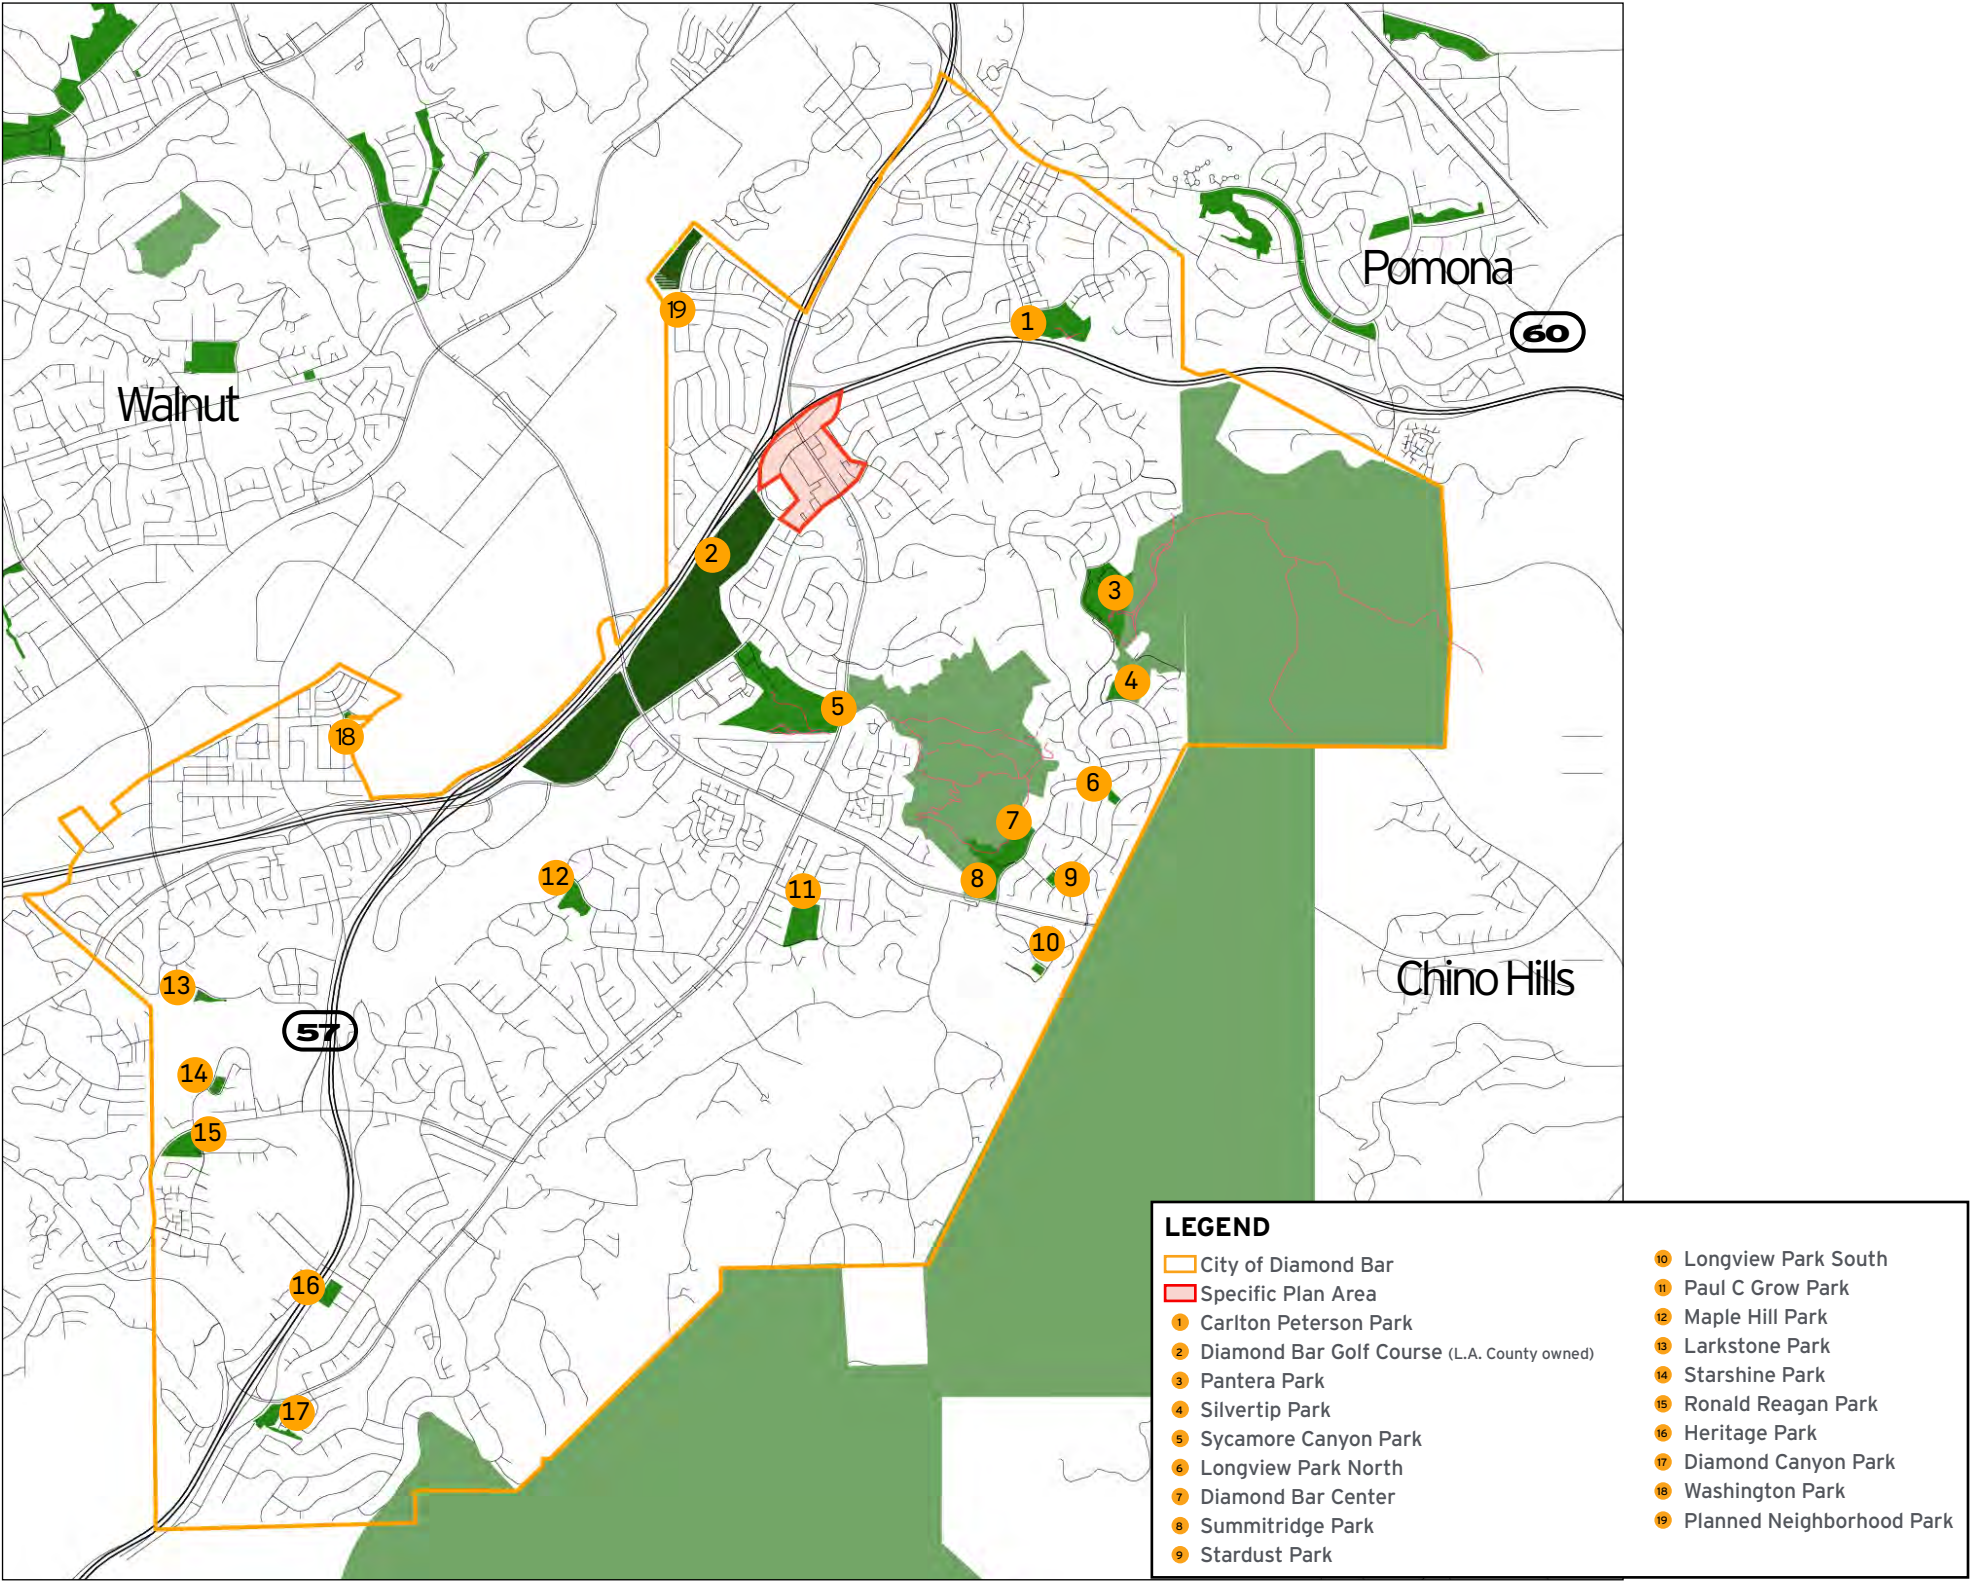 19
1
Pomona
60
Walnut
2
3
4
5
18
6
7
12
11
8
9
10
Chino Hills
13
57
14
15
16
17
LEGEND
City of Diamond Bar
Specific Plan Area
1 Carlton Peterson Park
2 Diamond Bar Golf Course (L.A. County owned)
3 Pantera Park
4 Silvertip Park
5 Sycamore Canyon Park
6 Longview Park North
7 Diamond Bar Center
8 Summitridge Park
9 Stardust Park
10 Longview Park South
11 Paul C Grow Park
12 Maple Hill Park
13 Larkstone Park
14 Starshine Park
15 Ronald Reagan Park
16 Heritage Park
17 Diamond Canyon Park
18 Washington Park
19 Planned Neighborhood Park